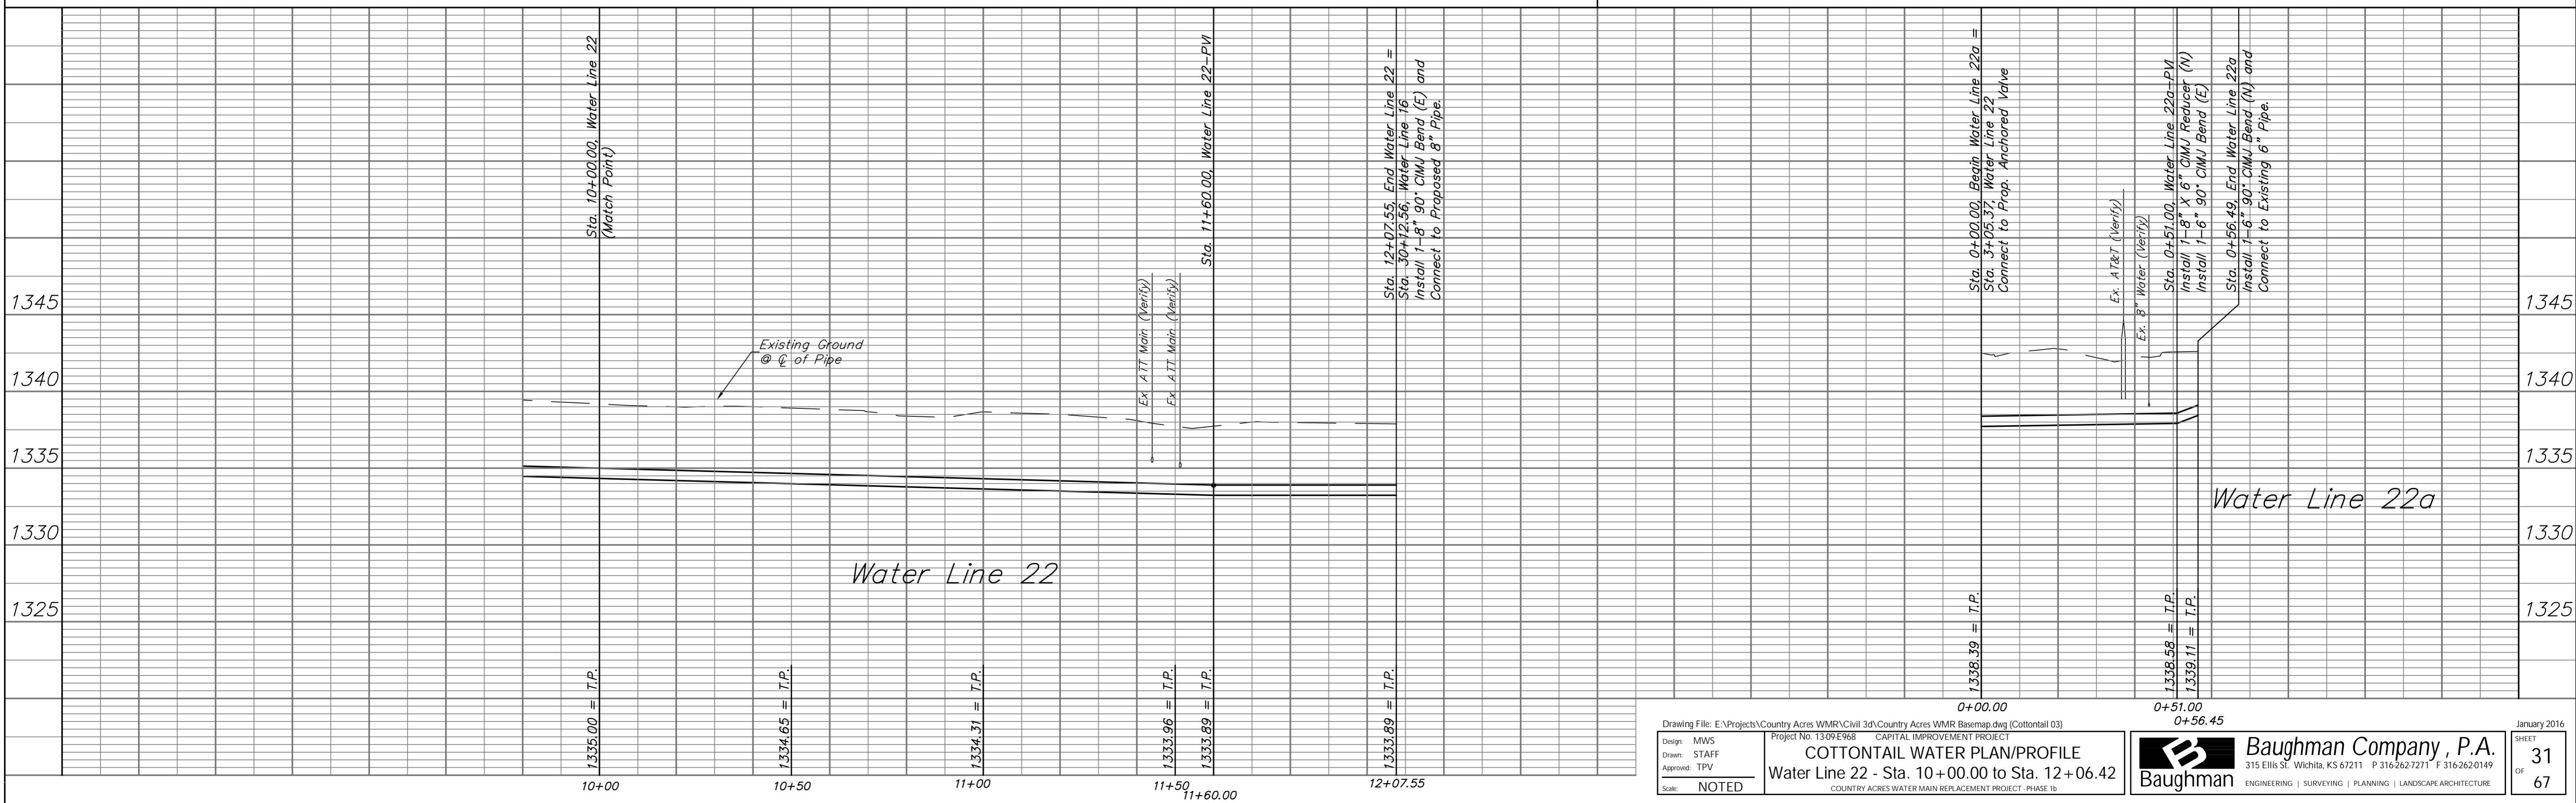 Sta. 10+00.00, Water Line 22
(Match Point)
Sta. 11+60.00, Water Line 22-PVI
Sta. 12+07.55, End Water Line 22 =
Sta. 30+12.56, Water Line 16
Install 1-8" 90° CIMJ Bend (E) and
Connect to Proposed 8" Pipe.
Sta. 0+00.00, Begin Water Line 22a =
Sta. 3+05.37, Water Line 22
Connect to Prop. Anchored Valve
Ex. AT&T (Verify)
Ex. 8" Water (Verify)
Sta. 0+51.00, Water Line 22a-PVI
Install 1-8" X 6" CIMJ Reducer (N)
Install 1-6" 90° CIMJ Bend (E)
Sta. 0+56.49, End Water Line 22a
Install 1-6" 90° CIMJ Bend (N) and
Connect to Existing 6" Pipe.
Ex ATT Main (Verify)
Ex ATT Main (Verify)
Existing Ground
@ ℄ of Pipe
1345
1340
1335
1330
1325
1345
1340
1335
1330
1325
Water Line 22
Water Line 22a
1335.00 = T.P.
1334.65 = T.P.
1334.31 = T.P.
1333.96 = T.P.
1333.89 = T.P.
1333.89 = T.P.
1338.39 = T.P.
1338.58 = T.P.
1339.11 = T.P.
10+00
10+50
11+00
11+50
11+60.00
12+07.55
0+00.00
0+51.00
0+56.45
Drawing File: E:\Projects\Country Acres WMR\Civil 3d\Country Acres WMR Basemap.dwg (Cottontail 03)
January 2016
Design: MWS
Drawn: STAFF
Approved: TPV
Scale: NOTED
Project No. 13-09-E968 CAPITAL IMPROVEMENT PROJECT
COTTONTAIL WATER PLAN/PROFILE
Water Line 22 - Sta. 10+00.00 to Sta. 12+06.42
COUNTRY ACRES WATER MAIN REPLACEMENT PROJECT - PHASE 1b
Baughman
Baughman Company, P.A.
315 Ellis St. Wichita, KS 67211 P 316-262-7271 F 316-262-0149
ENGINEERING | SURVEYING | PLANNING | LANDSCAPE ARCHITECTURE
SHEET
31
OF
67